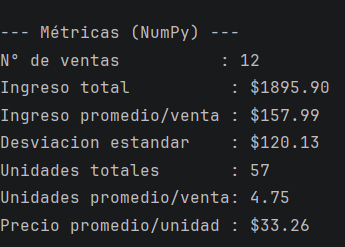 --- Métricas (NumPy) ---
N° de ventas          : 12
Ingreso total          : $1895.90
Ingreso promedio/venta : $157.99
Desviacion estandar    : $120.13
Unidades totales       : 57
Unidades promedio/venta: 4.75
Precio promedio/unidad : $33.26